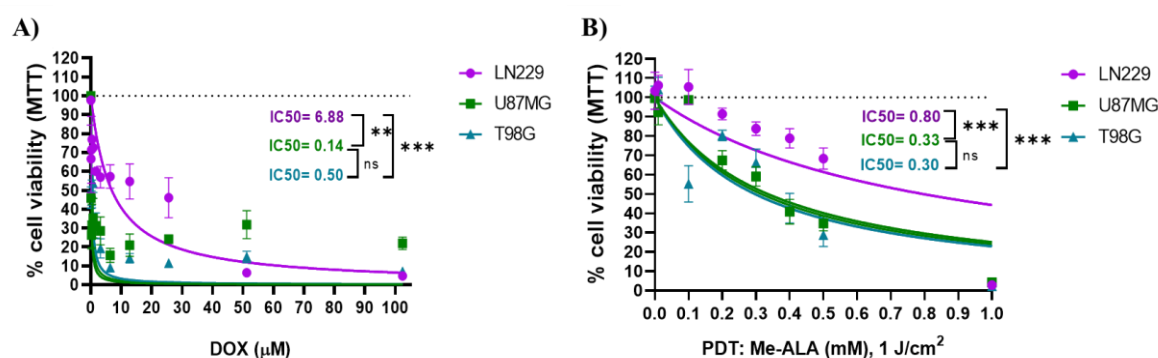 A)
120
110
100
90
80
70
60
50
40
30
20
10
0
% cell viability (MTT)
IC50= 6.88
IC50= 0.14
IC50= 0.50
**
ns
***
LN229
U87MG
T98G
0 10 20 30 40 50 60 70 80 90 100
DOX (μM)
B)
120
110
100
90
80
70
60
50
40
30
20
10
0
% cell viability (MTT)
IC50= 0.80
IC50= 0.33
IC50= 0.30
***
ns
***
LN229
U87MG
T98G
0.0 0.1 0.2 0.3 0.4 0.5 0.6 0.7 0.8 0.9 1.0
PDT: Me-ALA (mM), 1 J/cm²